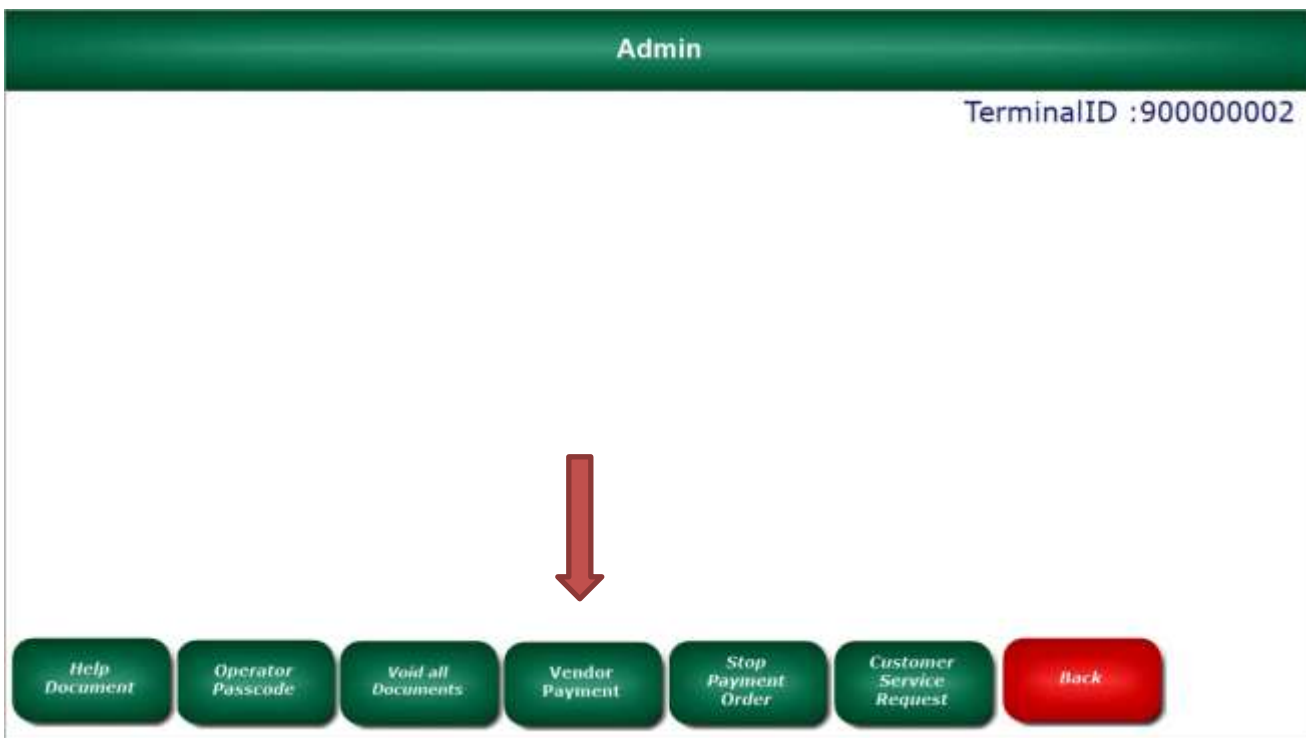 Admin
TerminalID :900000002
Help
Document
Operator
Passcode
Void all
Documents
Vendor
Payment
Stop
Payment
Order
Customer
Service
Request
Back